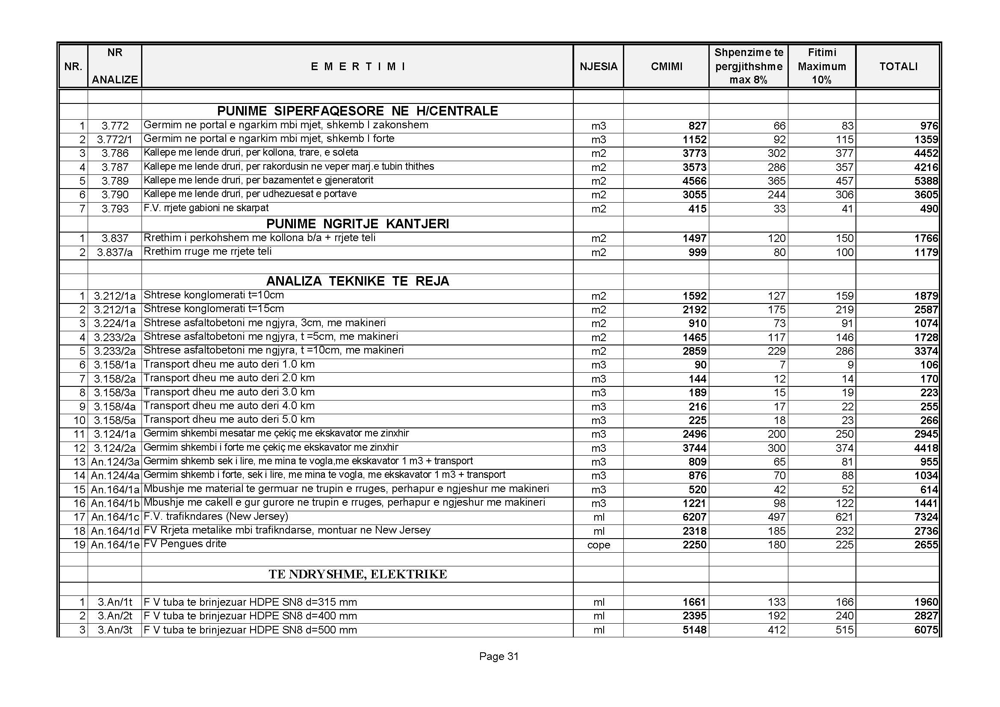 NR. NR ANALIZE E M E R T I M I NJESIA CMIMI Shpenzime te pergjithshme max 8% Fitimi Maximum 10% TOTALI
PUNIME SIPERFAQESORE NE H/CENTRALE
1 3.772 Germim ne portal e ngarkim mbi mjet, shkemb I zakonshem m3 827 66 83 976
2 3.772/1 Germim ne portal e ngarkim mbi mjet, shkemb I forte m3 1152 92 115 1359
3 3.786 Kallepe me lende druri, per kollona, trare, e soleta m2 3773 302 377 4452
4 3.787 Kallepe me lende druri, per rakordusin ne veper marj.e tubin thithes m2 3573 286 357 4216
5 3.789 Kallepe me lende druri, per bazamentet e gjeneratorit m2 4566 365 457 5388
6 3.790 Kallepe me lende druri, per udhezuesat e portave m2 3055 244 306 3605
7 3.793 F.V. rrjete gabioni ne skarpat m2 415 33 41 490
PUNIME NGRITJE KANTJERI
1 3.837 Rrethim i perkohshem me kollona b/a + rrjete teli m2 1497 120 150 1766
2 3.837/a Rrethim rruge me rrjete teli m2 999 80 100 1179
ANALIZA TEKNIKE TE REJA
1 3.212/1a Shtrese konglomerati t=10cm m2 1592 127 159 1879
2 3.212/1a Shtrese konglomerati t=15cm m2 2192 175 219 2587
3 3.224/1a Shtrese asfaltobetoni me ngjyra, 3cm, me makineri m2 910 73 91 1074
4 3.233/2a Shtrese asfaltobetoni me ngjyra, t =5cm, me makineri m2 1465 117 146 1728
5 3.233/2a Shtrese asfaltobetoni me ngjyra, t =10cm, me makineri m2 2859 229 286 3374
6 3.158/1a Transport dheu me auto deri 1.0 km m3 90 7 9 106
7 3.158/2a Transport dheu me auto deri 2.0 km m3 144 12 14 170
8 3.158/3a Transport dheu me auto deri 3.0 km m3 189 15 19 223
9 3.158/4a Transport dheu me auto deri 4.0 km m3 216 17 22 255
10 3.158/5a Transport dheu me auto deri 5.0 km m3 225 18 23 266
11 3.124/1a Germim shkembi mesatar me çekiç me ekskavator me zinxhir m3 2496 200 250 2945
12 3.124/2a Germim shkembi i forte me çekiç me ekskavator me zinxhir m3 3744 300 374 4418
13 An.124/3a Germim shkemb sek i lire, me mina te vogla,me ekskavator 1 m3 + transport m3 809 65 81 955
14 An.124/4a Germim shkemb i forte, sek i lire, me mina te vogla, me ekskavator 1 m3 + transport m3 876 70 88 1034
15 An.164/1a Mbushje me material te germuar ne trupin e rruges, perhapur e ngjeshur me makineri m3 520 42 52 614
16 An.164/1b Mbushje me cakell e gur gurore ne trupin e rruges, perhapur e ngjeshur me makineri m3 1221 98 122 1441
17 An.164/1c F.V. trafikndares (New Jersey) ml 6207 497 621 7324
18 An.164/1d FV Rrjeta metalike mbi trafikndarse, montuar ne New Jersey ml 2318 185 232 2736
19 An.164/1e FV Pengues drite cope 2250 180 225 2655
TE NDRYSHME, ELEKTRIKE
1 3.An/1t F V tuba te brinjezuar HDPE SN8 d=315 mm ml 1661 133 166 1960
2 3.An/2t F V tuba te brinjezuar HDPE SN8 d=400 mm ml 2395 192 240 2827
3 3.An/3t F V tuba te brinjezuar HDPE SN8 d=500 mm ml 5148 412 515 6075
Page 31